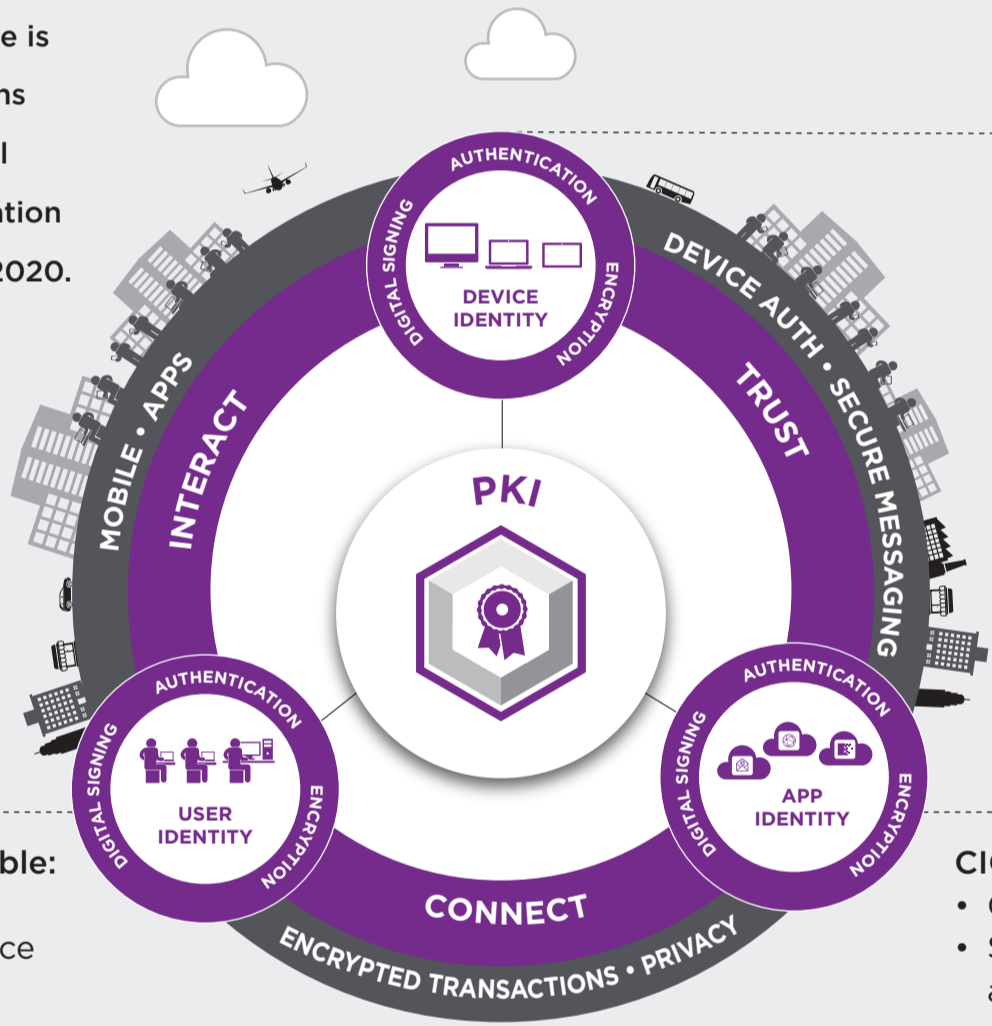 e is
ns
l
ation
2020.
AUTHENTICATION
DIGITAL SIGNING
ENCRYPTION
DEVICE
IDENTITY
MOBILE • APPS
INTERACT
DEVICE AUTH • SECURE MESSAGING
TRUST
PKI
AUTHENTICATION
DIGITAL SIGNING
ENCRYPTION
USER
IDENTITY
AUTHENTICATION
DIGITAL SIGNING
ENCRYPTION
APP
IDENTITY
CONNECT
ENCRYPTED TRANSACTIONS • PRIVACY
ble:
ce